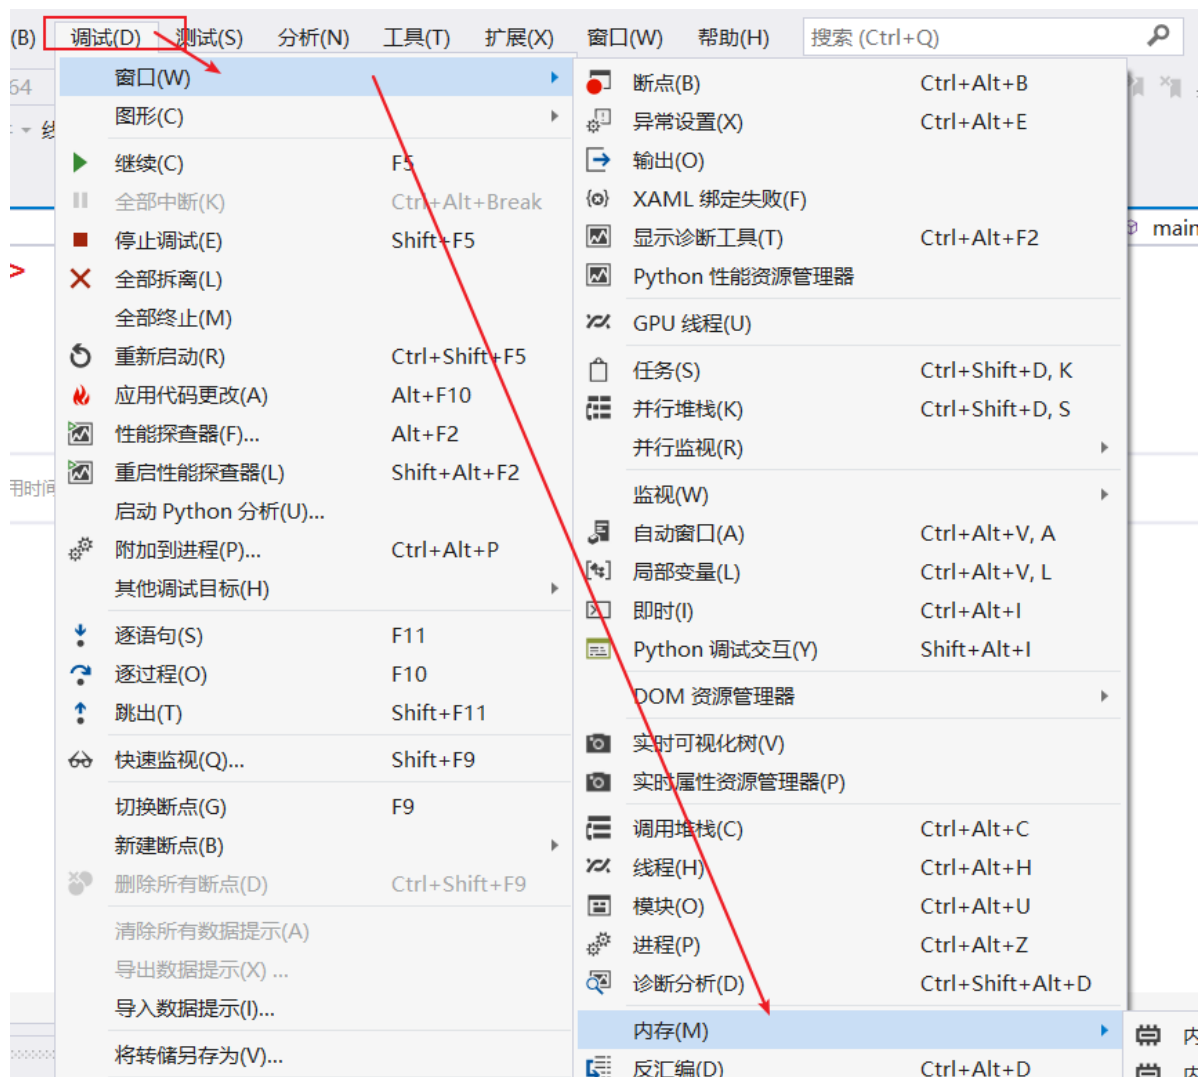 (B) 调试(D) 测试(S) 分析(N) 工具(T) 扩展(X) 窗口(W) 帮助(H) 搜索 (Ctrl+Q)
64
窗口(W)
图形(C)
继续(C) F5
全部中断(K) Ctrl+Alt+Break
停止调试(E) Shift+F5
全部拆离(L)
全部终止(M)
重新启动(R) Ctrl+Shift+F5
应用代码更改(A) Alt+F10
性能探查器(F)... Alt+F2
重启性能探查器(L) Shift+Alt+F2
启动 Python 分析(U)...
附加到进程(P)... Ctrl+Alt+P
其他调试目标(H)
逐语句(S) F11
逐过程(O) F10
跳出(T) Shift+F11
快速监视(Q)... Shift+F9
切换断点(G) F9
新建断点(B)
删除所有断点(D) Ctrl+Shift+F9
清除所有数据提示(A)
导出数据提示(X) ...
导入数据提示(I)...
将转储另存为(V)...
断点(B) Ctrl+Alt+B
异常设置(X) Ctrl+Alt+E
输出(O)
XAML 绑定失败(F)
显示诊断工具(T) Ctrl+Alt+F2
Python 性能资源管理器
GPU 线程(U)
任务(S) Ctrl+Shift+D, K
并行堆栈(K) Ctrl+Shift+D, S
并行监视(R)
监视(W)
自动窗口(A) Ctrl+Alt+V, A
局部变量(L) Ctrl+Alt+V, L
即时(I) Ctrl+Alt+I
Python 调试交互(Y) Shift+Alt+I
DOM 资源管理器
实时可视化树(V)
实时属性资源管理器(P)
调用堆栈(C) Ctrl+Alt+C
线程(H) Ctrl+Alt+H
模块(O) Ctrl+Alt+U
进程(P) Ctrl+Alt+Z
诊断分析(D) Ctrl+Shift+Alt+D
内存(M)
反汇编(D) Ctrl+Alt+D
main
用时间